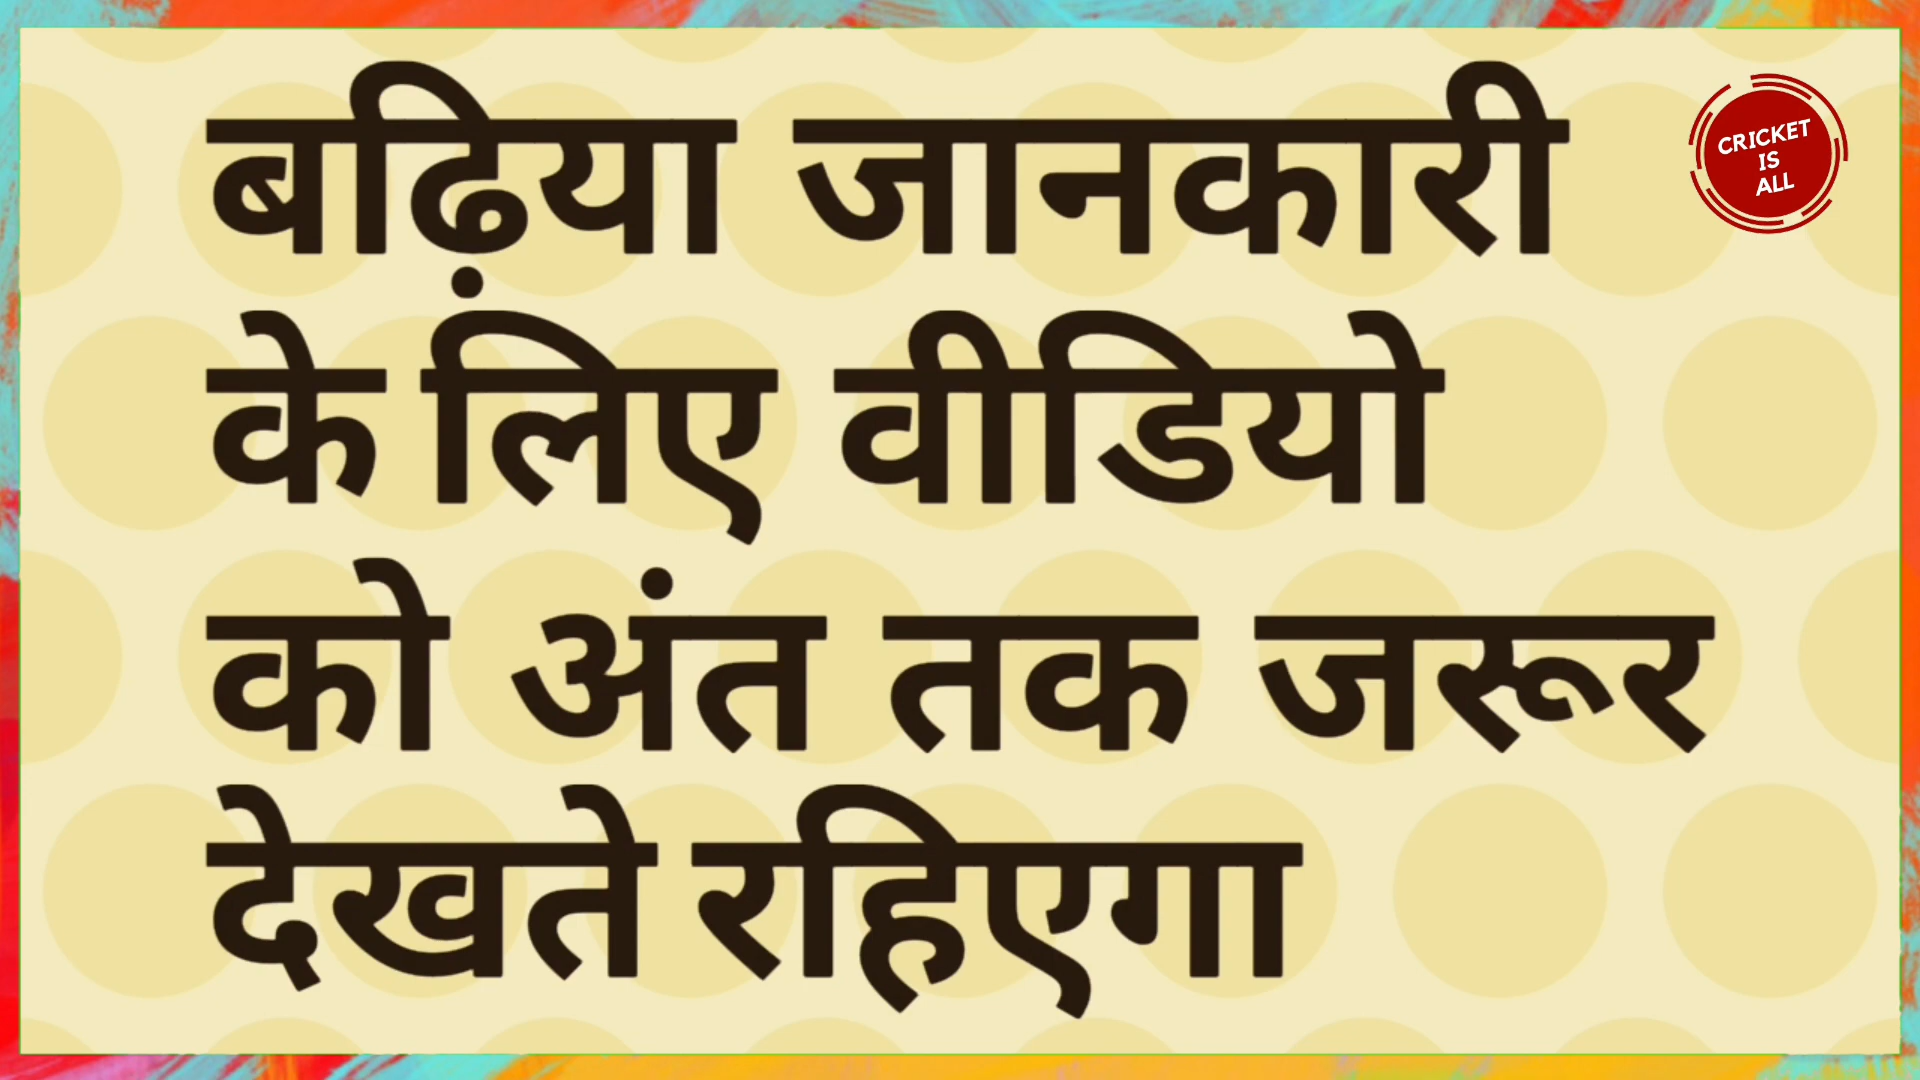 बढ़िया जानकारी
के लिए वीडियो
को अंत तक जरूर
देखते रहिएगा
CRICKET
IS
ALL